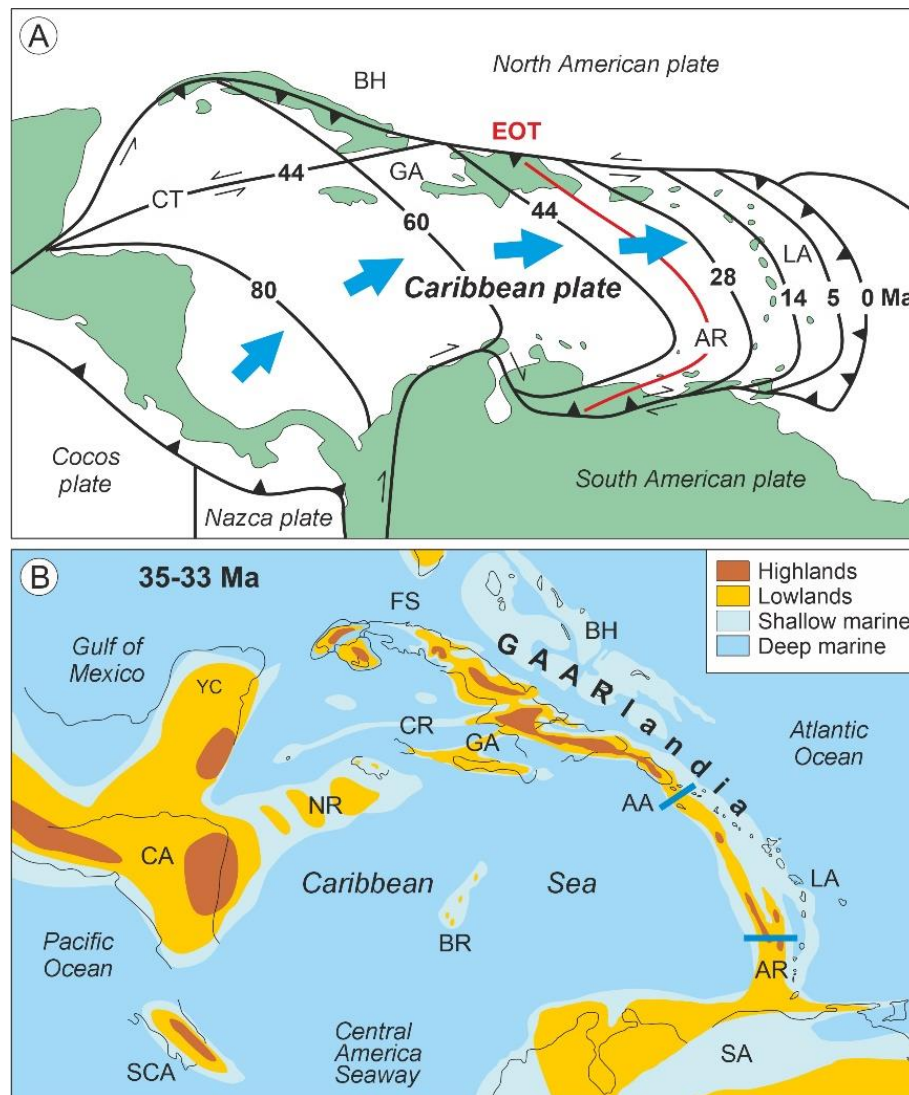 A
BH
North American plate
EOT
GA
44
CT
44
60
80
Caribbean plate
28
LA
14
5
0 Ma
AR
Cocos
plate
Nazca plate
South American plate
B
35-33 Ma
Highlands
Lowlands
Shallow marine
Deep marine
FS
BH
Gulf of
Mexico
YC
GAARlandia
CR
GA
Atlantic
Ocean
AA
NR
CA
Caribbean Sea
LA
BR
Pacific
Ocean
AR
SCA
Central
America
Seaway
SA